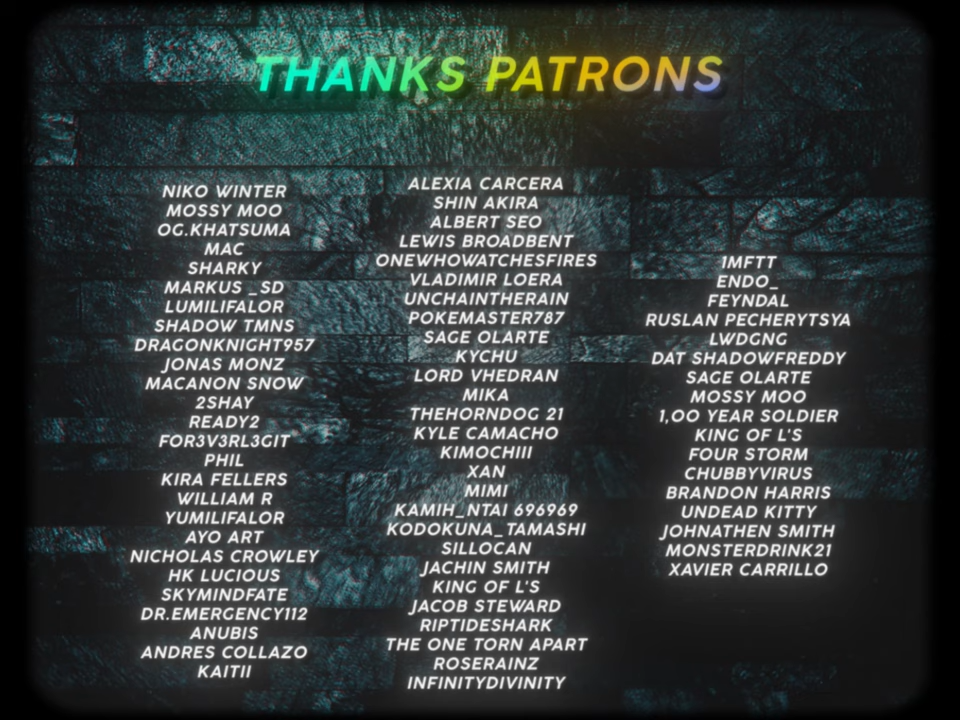 THANKS PATRONS
NIKO WINTER
MOSSY MOO
OG.KHATSUMA
MAC
SHARKY
MARKUS _SD
LUMILIFALOR
SHADOW TMNS
DRAGONKNIGHT957
JONAS MONZ
MACANON SNOW
2SHAY
READY2
FOR3V3RL3GIT
PHIL
KIRA FELLERS
WILLIAM R
YUMILIFALOR
AYO ART
NICHOLAS CROWLEY
HK LUCIOUS
SKYMINDFATE
DR.EMERGENCY112
ANUBIS
ANDRES COLLAZO
KAITII
ALEXIA CARCERA
SHIN AKIRA
ALBERT SEO
LEWIS BROADBENT
ONEWHOWATCHESFIRES
VLADIMIR LOERA
UNCHAINTHERAIN
POKEMASTER787
SAGE OLARTE
KYCHU
LORD VHEDRAN
MIKA
THEHORNDOG 21
KYLE CAMACHO
KIMOCHIII
XAN
MIMI
KAMIH_NTAI 696969
KODOKUNA_TAMASHI
SILLOCAN
JACHIN SMITH
KING OF L'S
JACOB STEWARD
RIPTIDESHARK
THE ONE TORN APART
ROSERAINZ
INFINITYDIVINITY
1MFTT
ENDO_
FEYNDAL
RUSLAN PECHERYTSYA
LWDGNG
DAT SHADOWFREDDY
SAGE OLARTE
MOSSY MOO
1,OO YEAR SOLDIER
KING OF L'S
FOUR STORM
CHUBBYVIRUS
BRANDON HARRIS
UNDEAD KITTY
JOHNATHEN SMITH
MONSTERDRINK21
XAVIER CARRILLO